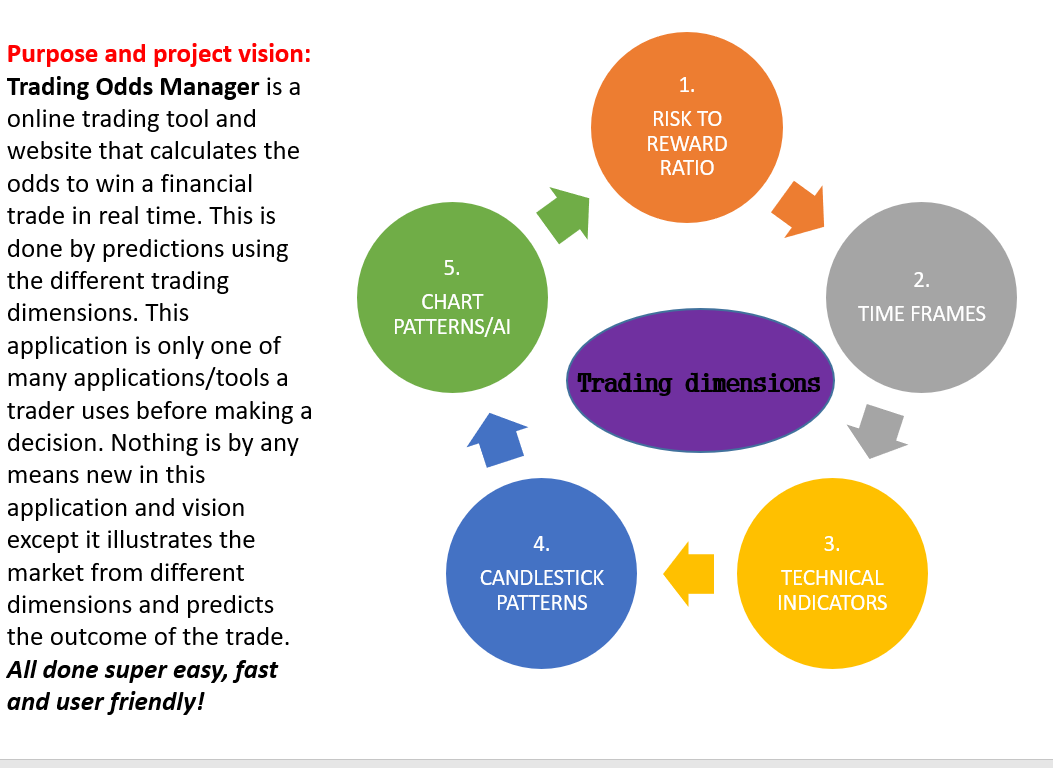 Purpose and project vision:
Trading Odds Manager is a
online trading tool and
website that calculates the
odds to win a financial
trade in real time. This is
done by predictions using
the different trading
dimensions. This
application is only one of
many applications/tools a
trader uses before making a
decision. Nothing is by any
means new in this
application and vision
except it illustrates the
market from different
dimensions and predicts
the outcome of the trade.
All done super easy, fast
and user friendly!
1.
RISK TO
REWARD
RATIO
2.
TIME FRAMES
3.
TECHNICAL
INDICATORS
4.
CANDLESTICK
PATTERNS
5.
CHART
PATTERNS/AI
Trading dimensions